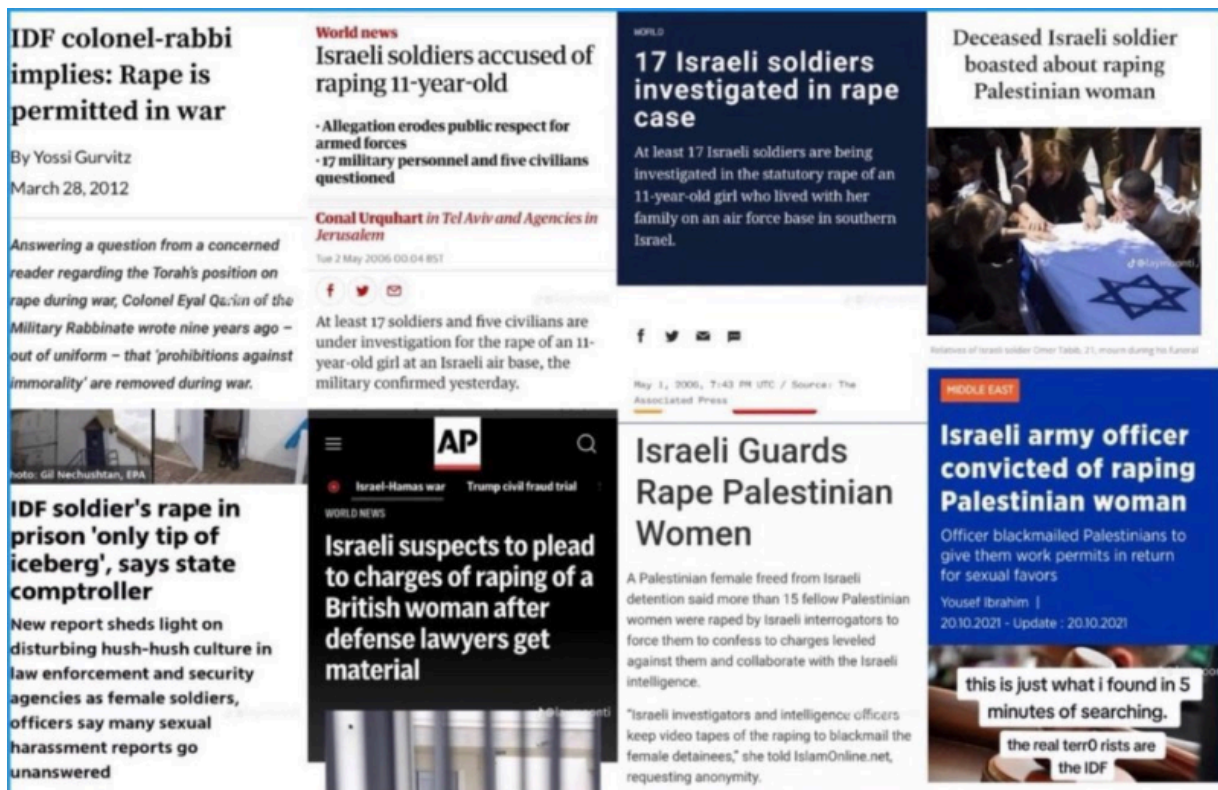 IDF colonel-rabbi
implies: Rape is
permitted in war
By Yossi Gurvitz
March 28, 2012
Answering a question from a concerned
reader regarding the Torah's position on
rape during war, Colonel Eyal Qarim of the
Military Rabbinate wrote nine years ago –
out of uniform – that 'prohibitions against
immorality' are removed during war.
hoto: Gil Nechushtan, EPA
IDF soldier's rape in
prison 'only tip of
iceberg', says state
comptroller
New report sheds light on
disturbing hush-hush culture in
law enforcement and security
agencies as female soldiers,
officers say many sexual
harassment reports go
unanswered
World news
Israeli soldiers accused of
raping 11-year-old
· Allegation erodes public respect for
armed forces
· 17 military personnel and five civilians
questioned
Conal Urquhart in Tel Aviv and Agencies in
Jerusalem
Tue 2 May 2006 00.04 BST
At least 17 soldiers and five civilians are
under investigation for the rape of an 11-
year-old girl at an Israeli air base, the
military confirmed yesterday.
AP
Israel-Hamas war Trump civil fraud trial
WORLD NEWS
Israeli suspects to plead
to charges of raping of a
British woman after
defense lawyers get
material
WORLD
17 Israeli soldiers
investigated in rape
case
At least 17 Israeli soldiers are being
investigated in the statutory rape of an
11-year-old girl who lived with her
family on an air force base in southern
Israel.
May 1, 2006, 7:43 PM UTC / Source: The
Associated Press
Israeli Guards
Rape Palestinian
Women
A Palestinian female freed from Israeli
detention said more than 15 fellow Palestinian
women were raped by Israeli interrogators to
force them to confess to charges leveled
against them and collaborate with the Israeli
intelligence.
"Israeli investigators and intelligence officers
keep video tapes of the raping to blackmail the
female detainees," she told IslamOnline.net,
requesting anonymity.
Deceased Israeli soldier
boasted about raping
Palestinian woman
Relatives of Israeli soldier Omer Tabib, 21, mourn during his funeral
MIDDLE EAST
Israeli army officer
convicted of raping
Palestinian woman
Officer blackmailed Palestinians to
give them work permits in return
for sexual favors
Yousef Ibrahim |
20.10.2021 - Update : 20.10.2021
this is just what i found in 5
minutes of searching.
the real terr0 rists are
the IDF